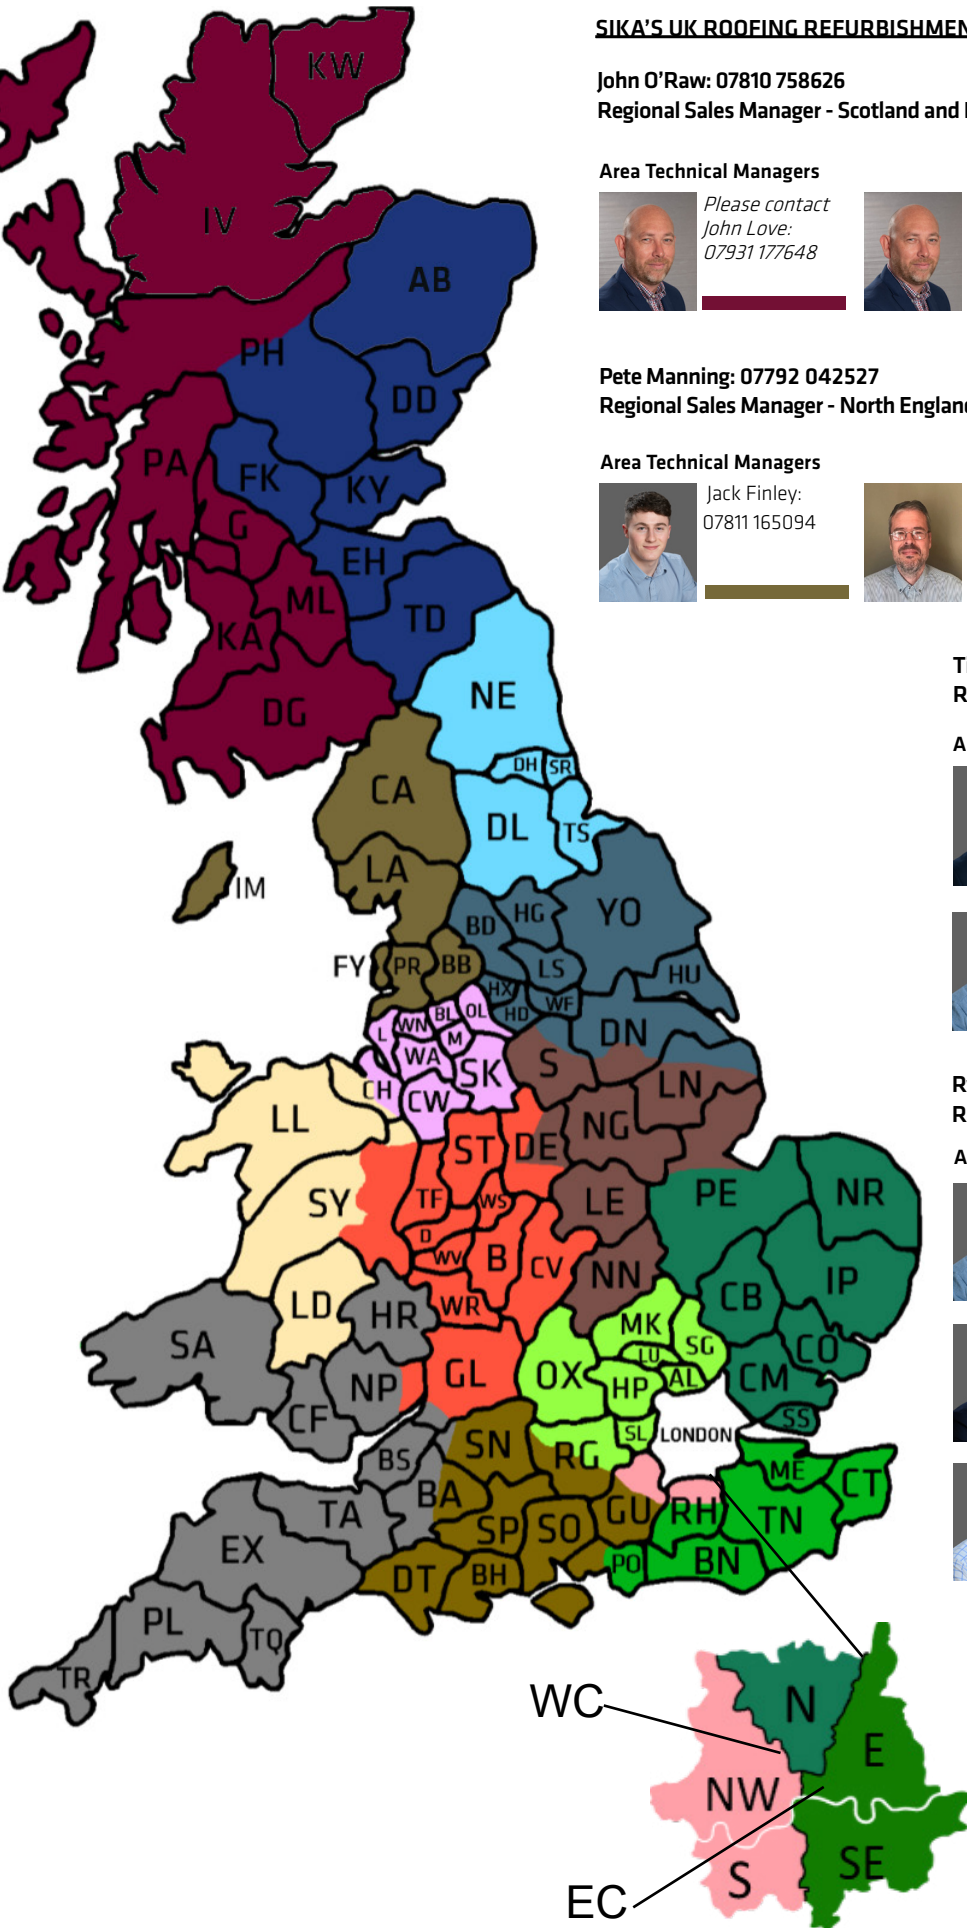 SIKA'S UK ROOFING REFURBISHMEN
John O'Raw: 07810 758626
Regional Sales Manager - Scotland and
Area Technical Managers
Please contact
John Love:
07931 177648
Pete Manning: 07792 042527
Regional Sales Manager - North England
Area Technical Managers
Jack Finley:
07811 165094
T
R
A
R
R
A
KW
IV
AB
PH
DD
PA
FK
KY
G
EH
ML
TD
KA
DG
NE
DH
SR
CA
DL
TS
LA
IM
HG
YO
BD
FY
PR
BB
LS
HU
HX
WF
HD
DN
L
WN
BL
OL
M
WA
S
SK
LN
CH
CW
LL
NG
ST
DE
PE
NR
SY
TF
WS
LE
D
WV
B
CV
NN
IP
CB
LD
HR
WR
MK
SG
SA
LU
CO
NP
GL
OX
HP
AL
CM
CF
SS
SN
SL
LONDON
RG
BS
ME
CT
BA
TA
GU
RH
TN
SP
SO
EX
PO
BN
DT
BH
PL
TQ
TR
WC
N
E
NW
SE
S
EC